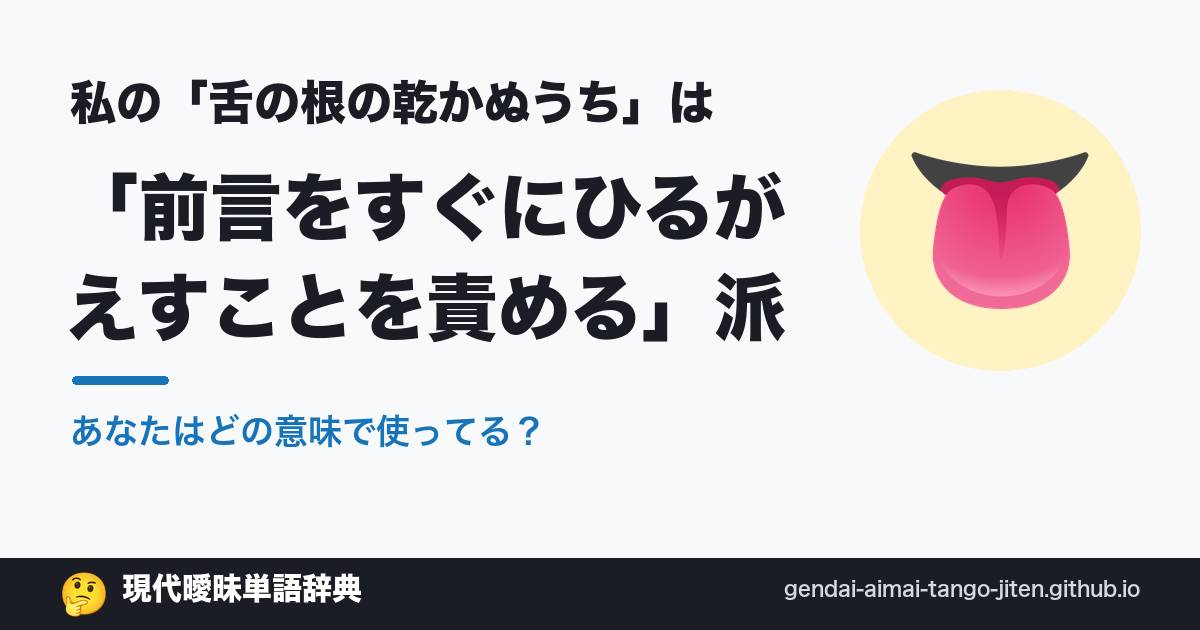 私の「舌の根の乾かぬうち」は
「前言をすぐにひるが
えすことを責める」派
あなたはどの意味で使ってる？
現代曖昧単語辞典
gendai-aimai-tango-jiten.github.io